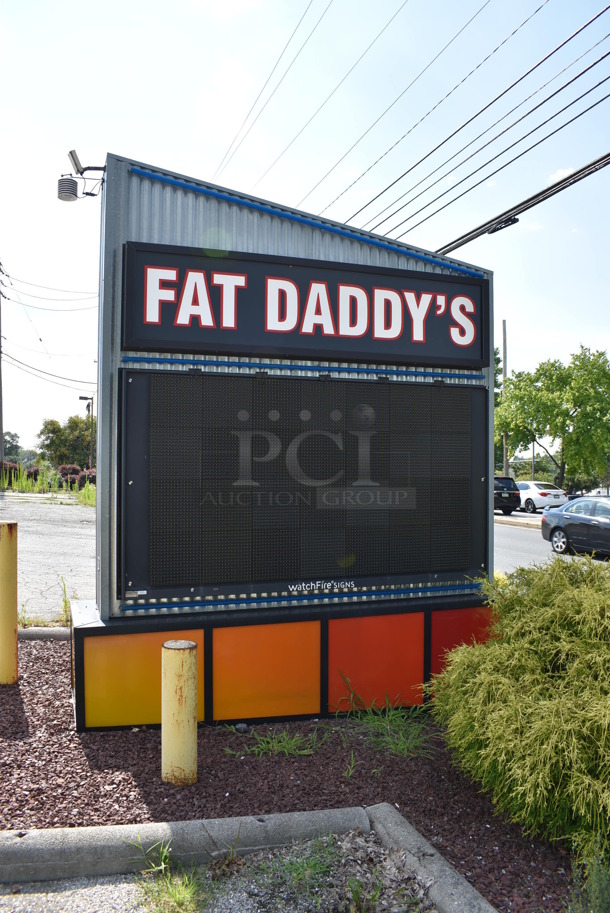 FAT DADDY'S
PCI
AUCTION GROUP
watchFire SIGNS